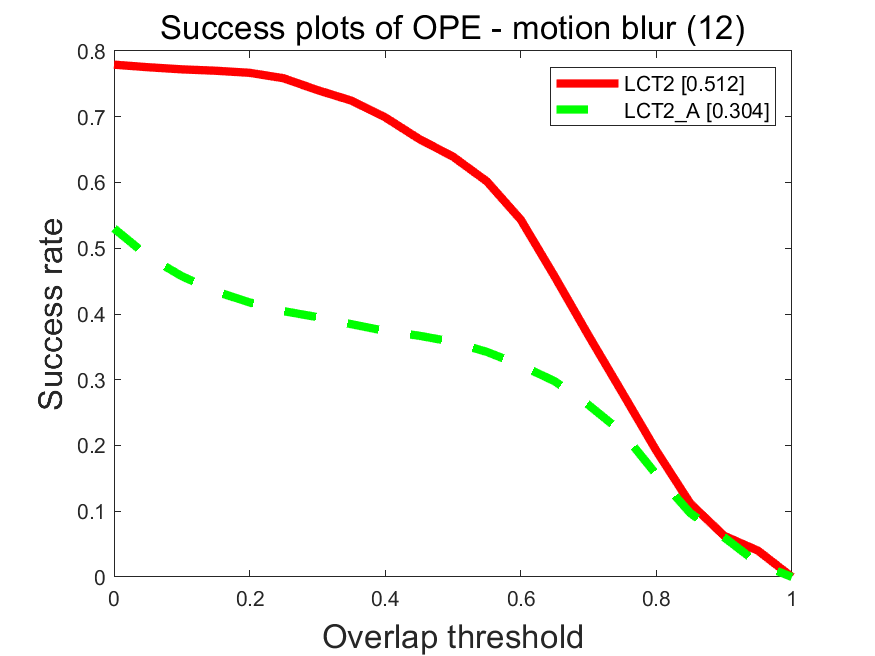 Success plots of OPE - motion blur (12)
LCT2 [0.512]
LCT2_A [0.304]
0.8
0.7
0.6
0.5
0.4
0.3
0.2
0.1
0
Success rate
0 0.2 0.4 0.6 0.8 1
Overlap threshold